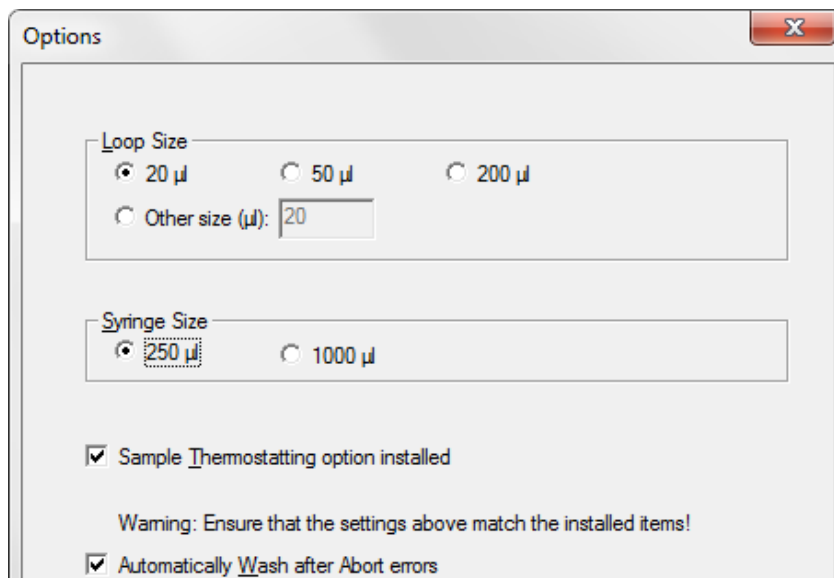 Options
Loop Size
20 µl 50 µl 200 µl
Other size (µl): 20
Syringe Size
250 µl 1000 µl
Sample Thermostatting option installed
Warning: Ensure that the settings above match the installed items!
Automatically Wash after Abort errors